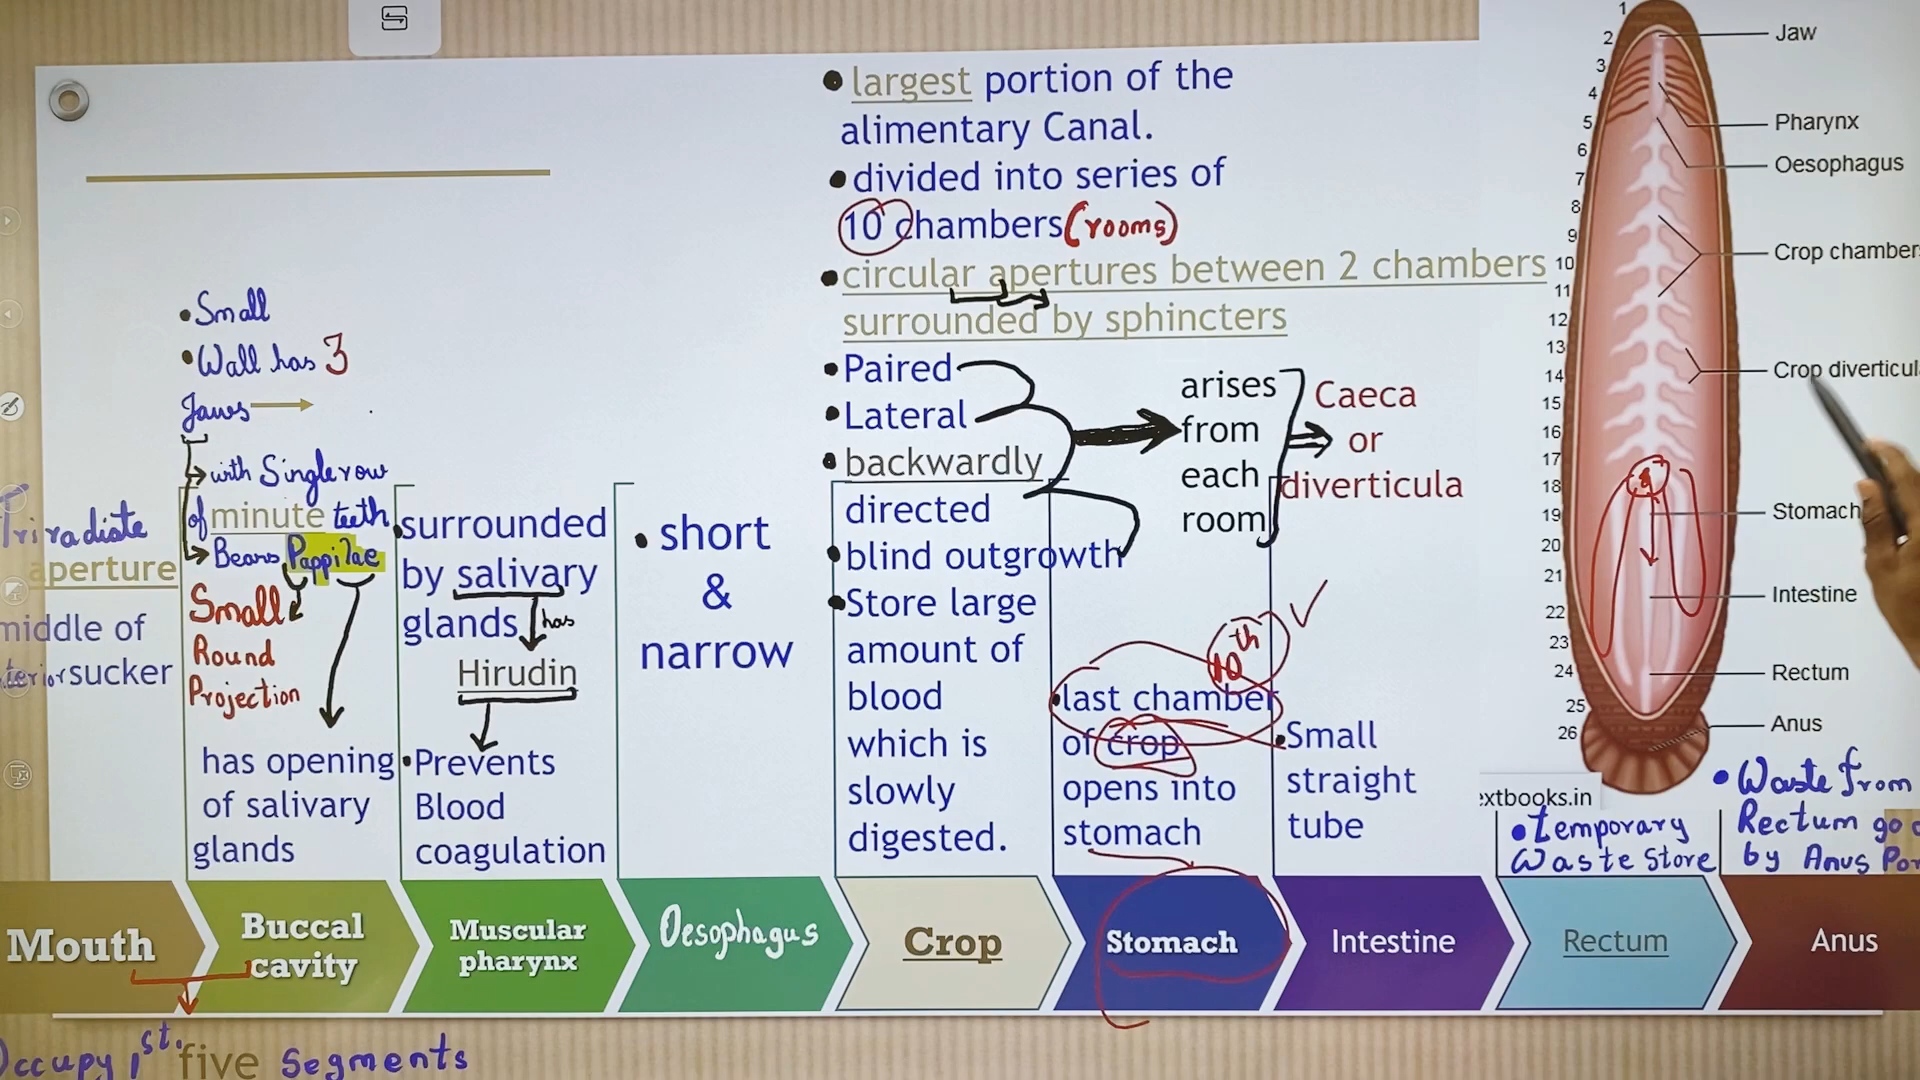 • largest portion of the
alimentary Canal.
• divided into series of
10 chambers (rooms)
• circular apertures between 2 chambers
surrounded by sphincters
• Paired
• Lateral
• backwardly
directed
• blind outgrowth
• Store large
amount of
blood
which is
slowly
digested.
arises
from
each
room
Caeca
or
diverticula
• Small
• Wall has 3
Jaws
with Single row
of minute teeth
Bears Pappilae
Small
Round
Projection
has opening
of salivary
glands
Triradiate
aperture
middle of
sucker
• surrounded
by salivary
glands has
Hirudin
• Prevents
Blood
coagulation
• short
&
narrow
10th
• last chamber
of crop
opens into
stomach
• Small
straight
tube
• temporary
Waste Store
• Waste from
Rectum go
by Anus
1
2
3
4
5
6
7
8
9
10
11
12
13
14
15
16
17
18
19
20
21
22
23
24
25
26
Jaw
Pharynx
Oesophagus
Crop chamber
Crop diverticul
Stomach
Intestine
Rectum
Anus
extbooks.in
Mouth
Buccal
cavity
Muscular
pharynx
Oesophagus
Crop
Stomach
Intestine
Rectum
Anus
Occupy 1st. five Segments